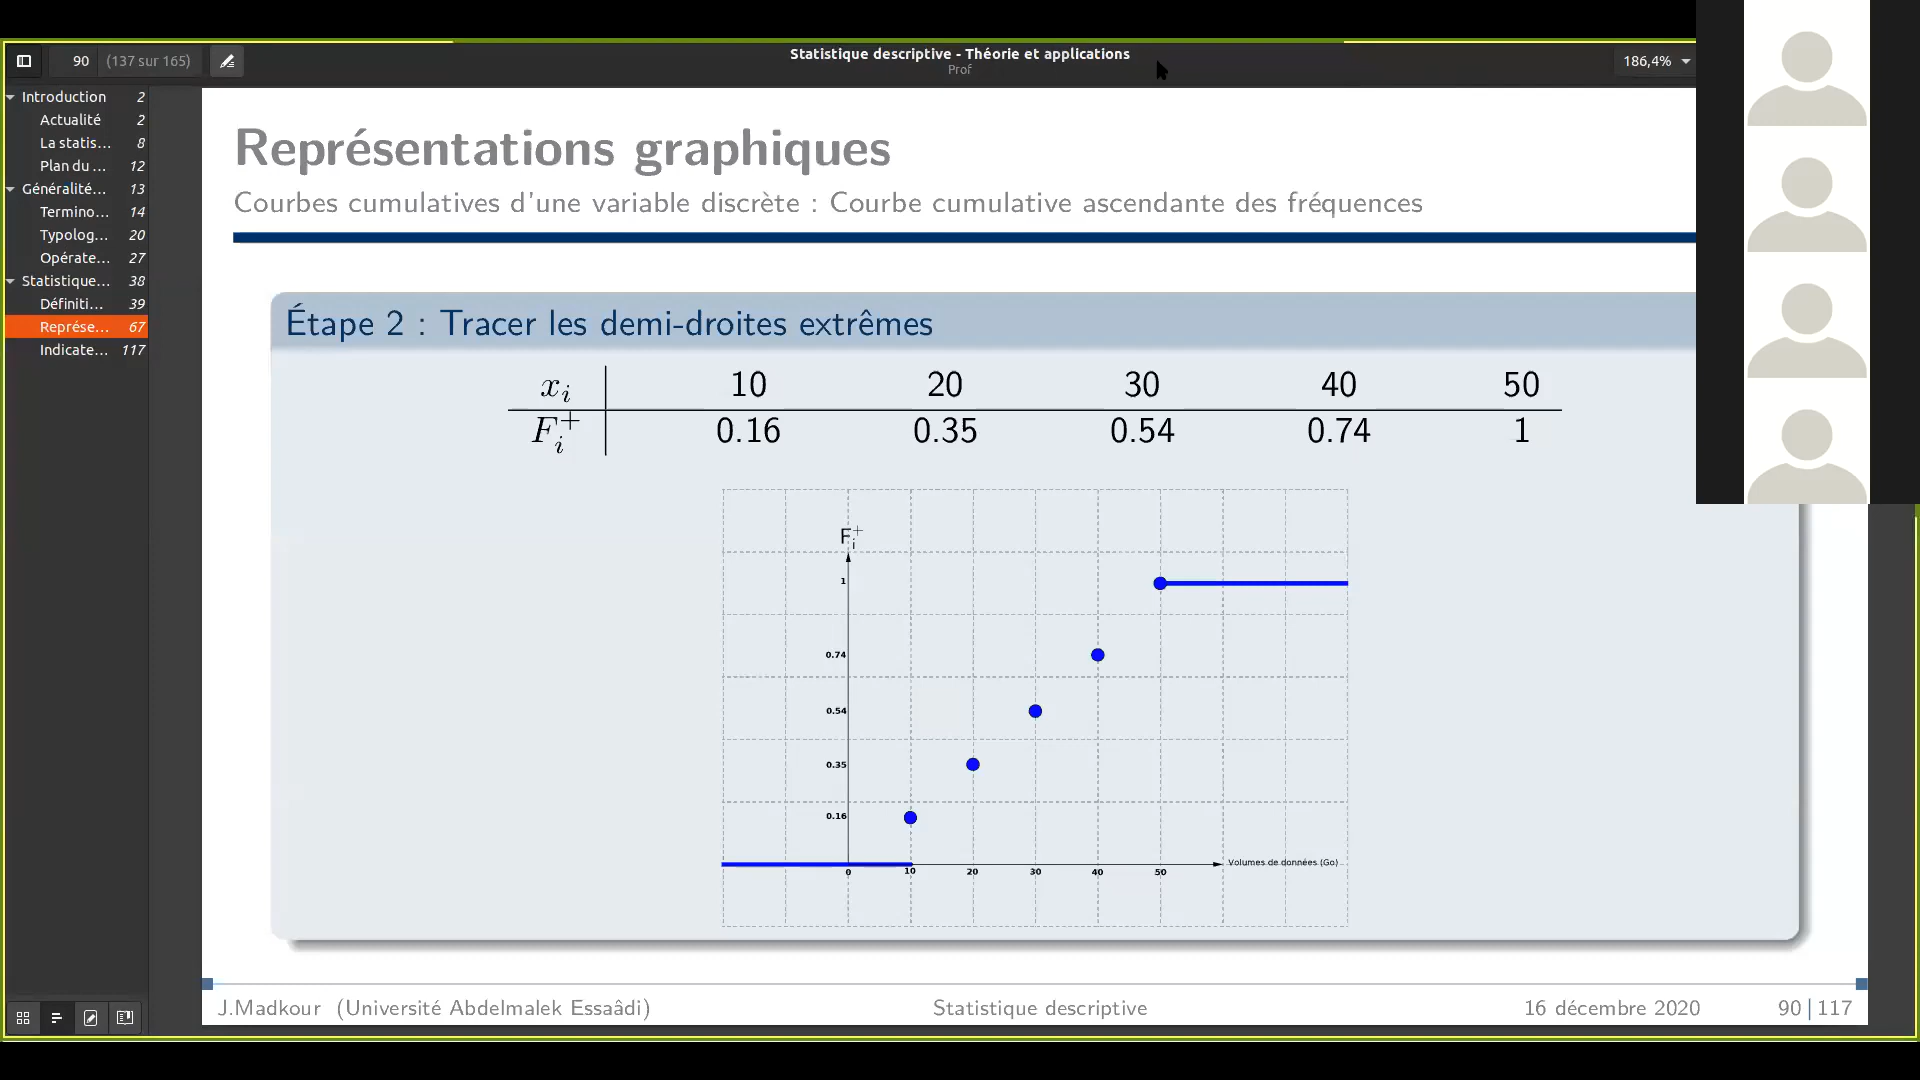 Statistique descriptive - Théorie et applications
Prof
90 (137 sur 165)
186,4%
Introduction 2
Actualité 2
La statis... 8
Plan du ... 12
Généralité... 13
Termino... 14
Typolog... 20
Opérate... 27
Statistique... 38
Définiti... 39
Représe... 67
Indicate... 117
Représentations graphiques
Courbes cumulatives d'une variable discrète : Courbe cumulative ascendante des fréquences
Étape 2 : Tracer les demi-droites extrêmes
x_i 10 20 30 40 50
F_i^+ 0.16 0.35 0.54 0.74 1
F_i^+
1
0.74
0.54
0.35
0.16
Volumes de données (Go)
0 10 20 30 40 50
J.Madkour (Université Abdelmalek Essaâdi) Statistique descriptive 16 décembre 2020 90 | 117